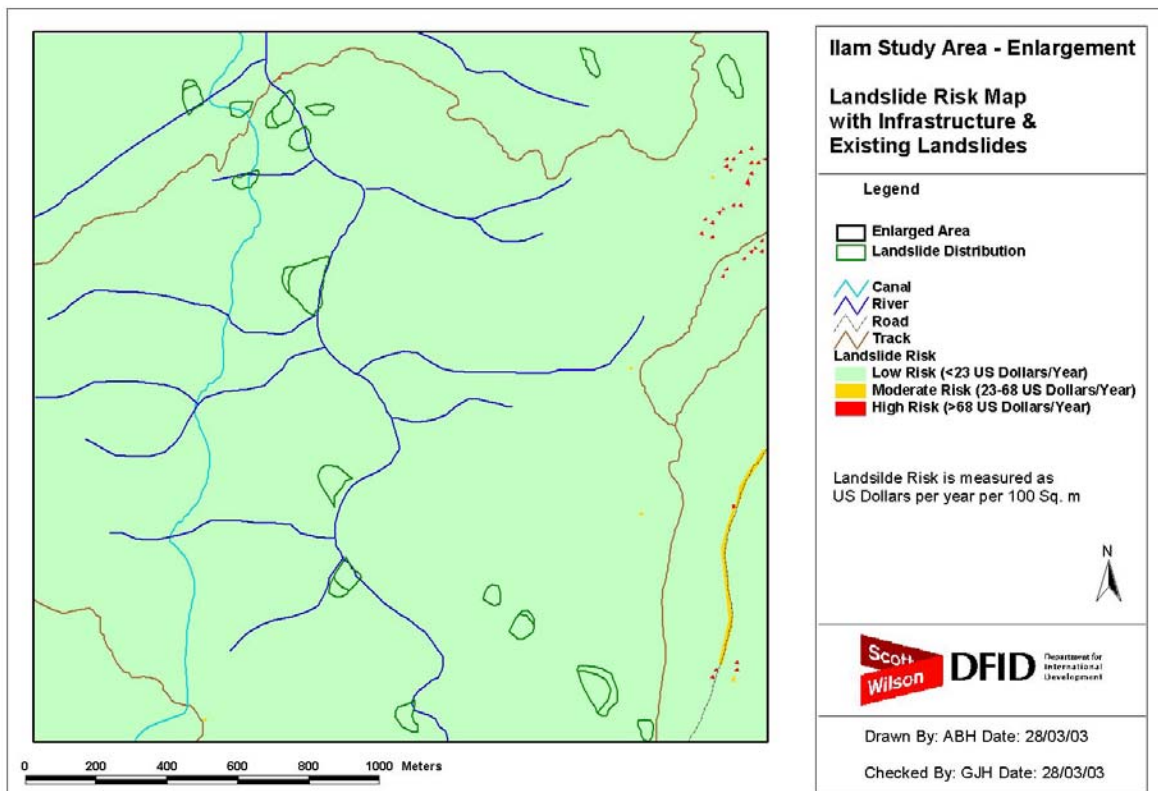 Ilam Study Area - Enlargement
Landslide Risk Map
with Infrastructure &
Existing Landslides
Legend
Enlarged Area
Landslide Distribution
Canal
River
Road
Track
Landslide Risk
Low Risk (<23 US Dollars/Year)
Moderate Risk (23-68 US Dollars/Year)
High Risk (>68 US Dollars/Year)
Landsilde Risk is measured as
US Dollars per year per 100 Sq. m
N
Scott
Wilson
DFID
Department for
International
Development
Drawn By: ABH Date: 28/03/03
Checked By: GJH Date: 28/03/03
0 200 400 600 800 1000 Meters